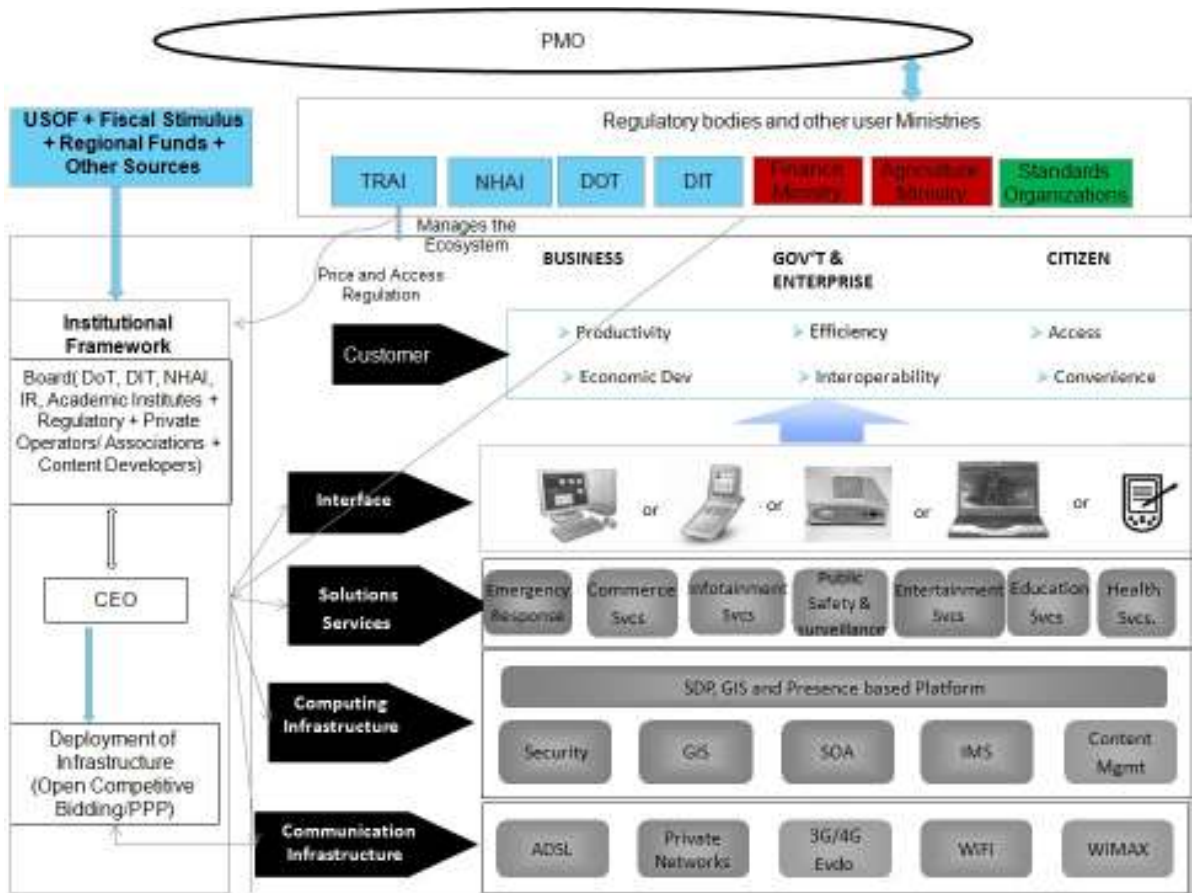 PMO
USOF + Fiscal Stimulus
+ Regional Funds +
Other Sources
Regulatory bodies and other user Ministries
TRAI
NHAI
DOT
DIT
Finance
Ministry
Agriculture
Ministry
Standards
Organizations
Manages the
Ecosystem
Price and Access
Regulation
BUSINESS
GOV'T &
ENTERPRISE
CITIZEN
Institutional
Framework
Board( DoT, DIT, NHAI,
IR, Academic Institutes +
Regulatory + Private
Operators/ Associations +
Content Developers)
CEO
Deployment of
Infrastructure
(Open Competitive
Bidding/PPP)
Customer
Productivity
Efficiency
Access
Economic Dev
Interoperability
Convenience
Interface
or
or
or
or
Solutions
Services
Emergency
Response
Commerce
Svcs
Infotainment
Svcs
Public
Safety &
surveillance
Entertainment
Svcs
Education
Svcs
Health
Svcs.
Computing
Infrastructure
SDP, GIS and Presence based Platform
Security
GIS
SOA
IMS
Content
Mgmt
Communication
Infrastructure
ADSL
Private
Networks
3G/4G
Evdo
WiFi
WiMAX